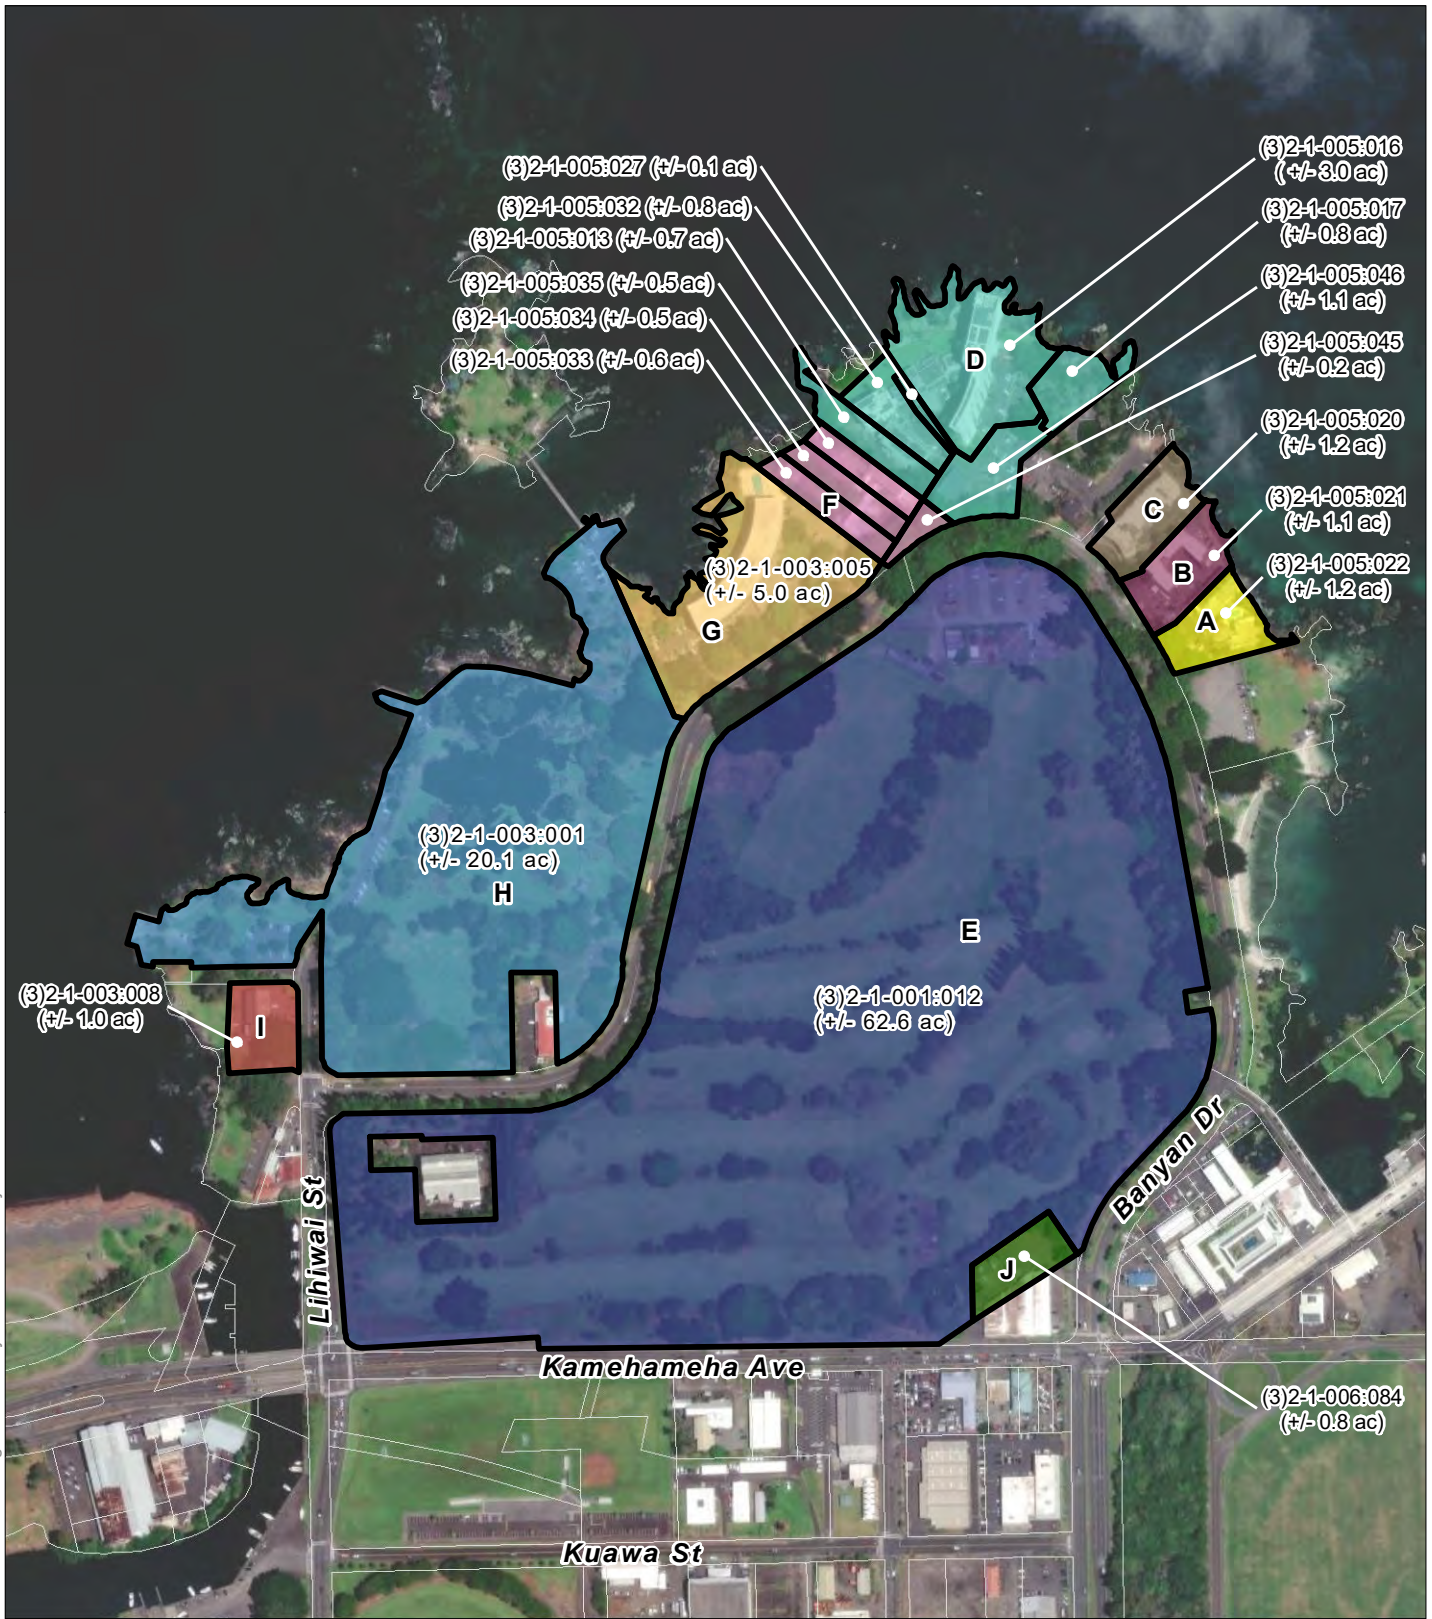 (3)2-1-005:027 (+/- 0.1 ac)
(3)2-1-005:032 (+/- 0.8 ac)
(3)2-1-005:013 (+/- 0.7 ac)
(3)2-1-005:035 (+/- 0.5 ac)
(3)2-1-005:034 (+/- 0.5 ac)
(3)2-1-005:033 (+/- 0.6 ac)
(3)2-1-005:016
( +/- 3.0 ac)
(3)2-1-005:017
(+/- 0.8 ac)
(3)2-1-005:046
(+/- 1.1 ac)
(3)2-1-005:045
(+/- 0.2 ac)
(3)2-1-005:020
(+/- 1.2 ac)
(3)2-1-005:021
(+/- 1.1 ac)
(3)2-1-005:022
(+/- 1.2 ac)
D
F
C
B
A
(3)2-1-003:005
(+/- 5.0 ac)
G
(3)2-1-003:001
(+/- 20.1 ac)
H
E
(3)2-1-001:012
(+/- 62.6 ac)
(3)2-1-003:008
(+/- 1.0 ac)
I
J
Banyan Dr
Lihiwai St
Kamehameha Ave
(3)2-1-006:084
(+/- 0.8 ac)
Kuawa St